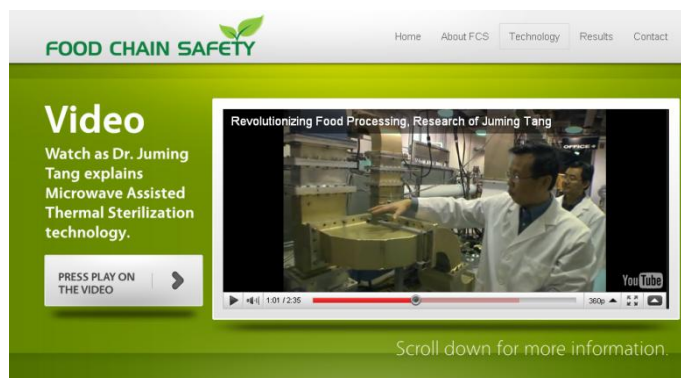 FOOD CHAIN SAFETY
Home About FCS Technology Results Contact
Video
Watch as Dr. Juming
Tang explains
Microwave Assisted
Thermal Sterilization
technology.
PRESS PLAY ON
THE VIDEO
Revolutionizing Food Processing, Research of Juming Tang
OFFICE
YouTube
1:01 / 2:35
360p
Scroll down for more information.